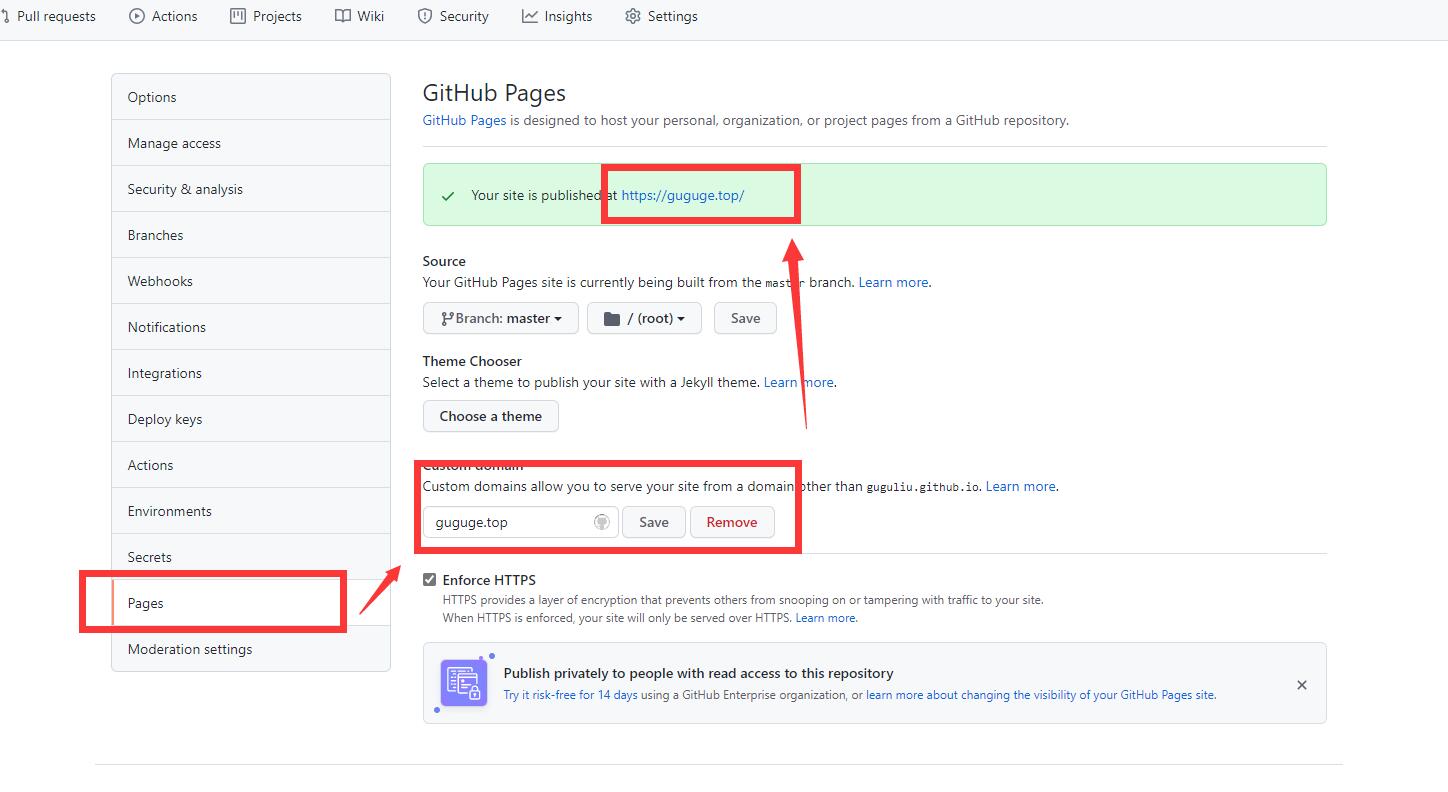 Pull requests Actions Projects Wiki Security Insights Settings
Options
Manage access
Security & analysis
Branches
Webhooks
Notifications
Integrations
Deploy keys
Actions
Environments
Secrets
Pages
Moderation settings
GitHub Pages
GitHub Pages is designed to host your personal, organization, or project pages from a GitHub repository.
Your site is published at https://guguge.top/
Source
Your GitHub Pages site is currently being built from the master branch. Learn more.
Branch: master / (root) Save
Theme Chooser
Select a theme to publish your site with a Jekyll theme. Learn more.
Choose a theme
Custom domain
Custom domains allow you to serve your site from a domain other than guguliu.github.io. Learn more.
guguge.top Save Remove
Enforce HTTPS
HTTPS provides a layer of encryption that prevents others from snooping on or tampering with traffic to your site.
When HTTPS is enforced, your site will only be served over HTTPS. Learn more.
Publish privately to people with read access to this repository
Try it risk-free for 14 days using a GitHub Enterprise organization, or learn more about changing the visibility of your GitHub Pages site.